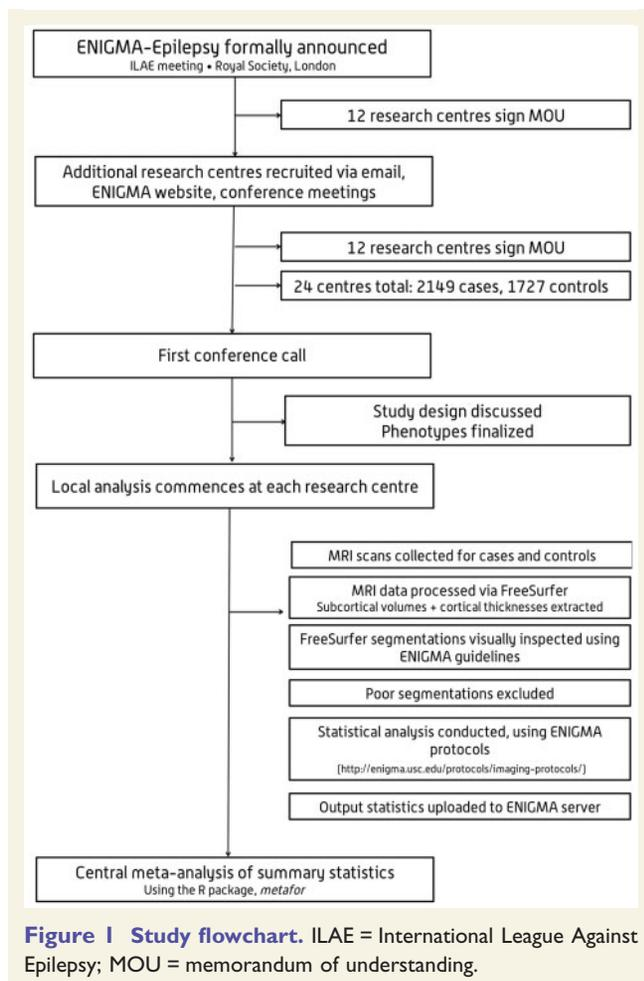 ENIGMA-Epilepsy formally announced
ILAE meeting • Royal Society, London
12 research centres sign MOU
Additional research centres recruited via email,
ENIGMA website, conference meetings
12 research centres sign MOU
24 centres total: 2149 cases, 1727 controls
First conference call
Study design discussed
Phenotypes finalized
Local analysis commences at each research centre
MRI scans collected for cases and controls
MRI data processed via FreeSurfer
Subcortical volumes + cortical thicknesses extracted
FreeSurfer segmentations visually inspected using
ENIGMA guidelines
Poor segmentations excluded
Statistical analysis conducted, using ENIGMA
protocols
[http://enigma.usc.edu/protocols/imaging-protocols/]
Output statistics uploaded to ENIGMA server
Central meta-analysis of summary statistics
Using the R package, metafor
Figure 1 Study flowchart. ILAE = International League Against
Epilepsy; MOU = memorandum of understanding.